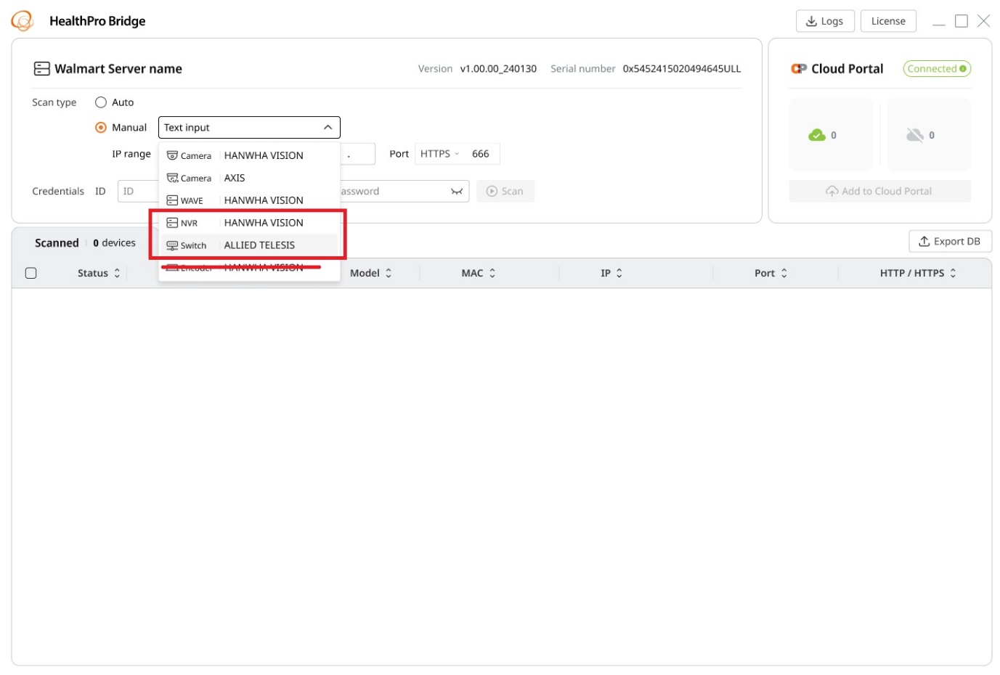 HealthPro Bridge
Logs
License
Walmart Server name
Version v1.00.00_240130 Serial number 0x5452415020494645ULL
Cloud Portal
Connected
Scan type
Auto
Manual
Text input
0
0
Camera HANWHA VISION
IP range
.
Port HTTPS 666
Camera AXIS
Credentials ID ID
assword
Scan
Add to Cloud Portal
WAVE HANWHA VISION
NVR HANWHA VISION
Switch ALLIED TELESIS
Encoder HANWHA VISION
Scanned 0 devices
Export DB
Status
Model
MAC
IP
Port
HTTP / HTTPS